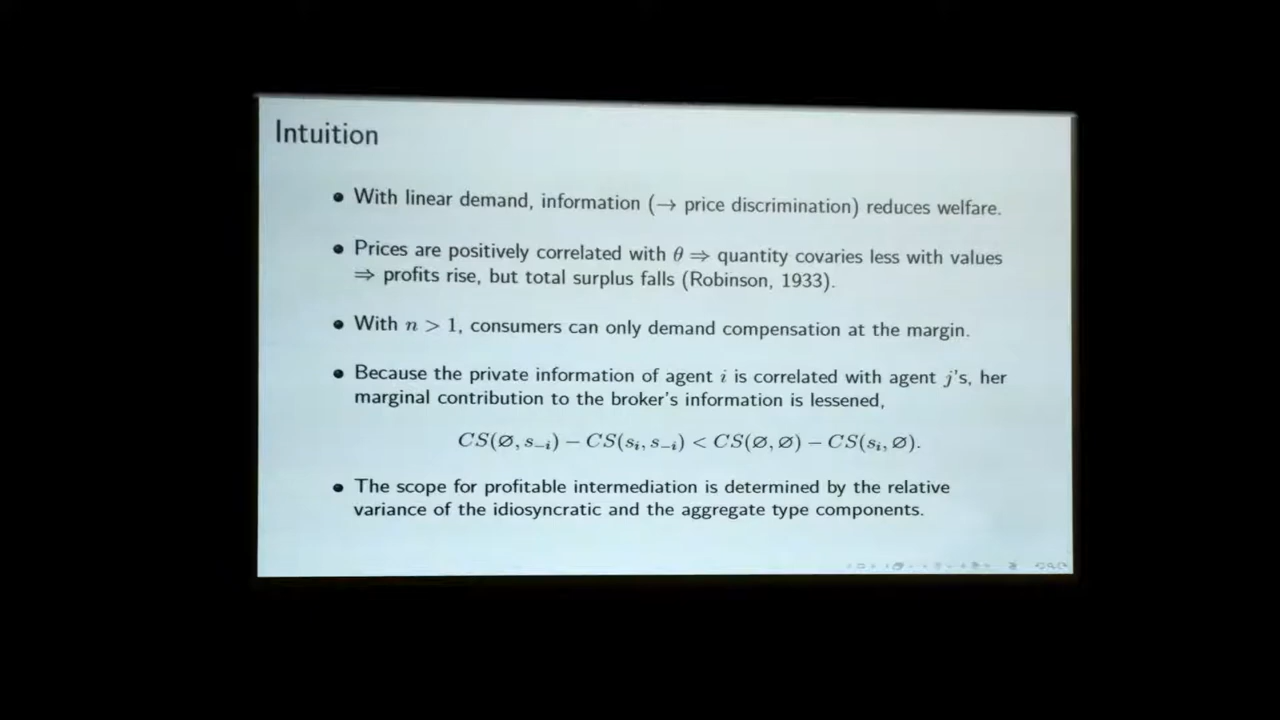 Intuition
• With linear demand, information (→ price discrimination) reduces welfare.
• Prices are positively correlated with θ ⇒ quantity covaries less with values
⇒ profits rise, but total surplus falls (Robinson, 1933).
• With n > 1, consumers can only demand compensation at the margin.
• Because the private information of agent i is correlated with agent j's, her
marginal contribution to the broker's information is lessened,
CS(∅, s₋ᵢ) − CS(sᵢ, s₋ᵢ) < CS(∅, ∅) − CS(sᵢ, ∅).
• The scope for profitable intermediation is determined by the relative
variance of the idiosyncratic and the aggregate type components.